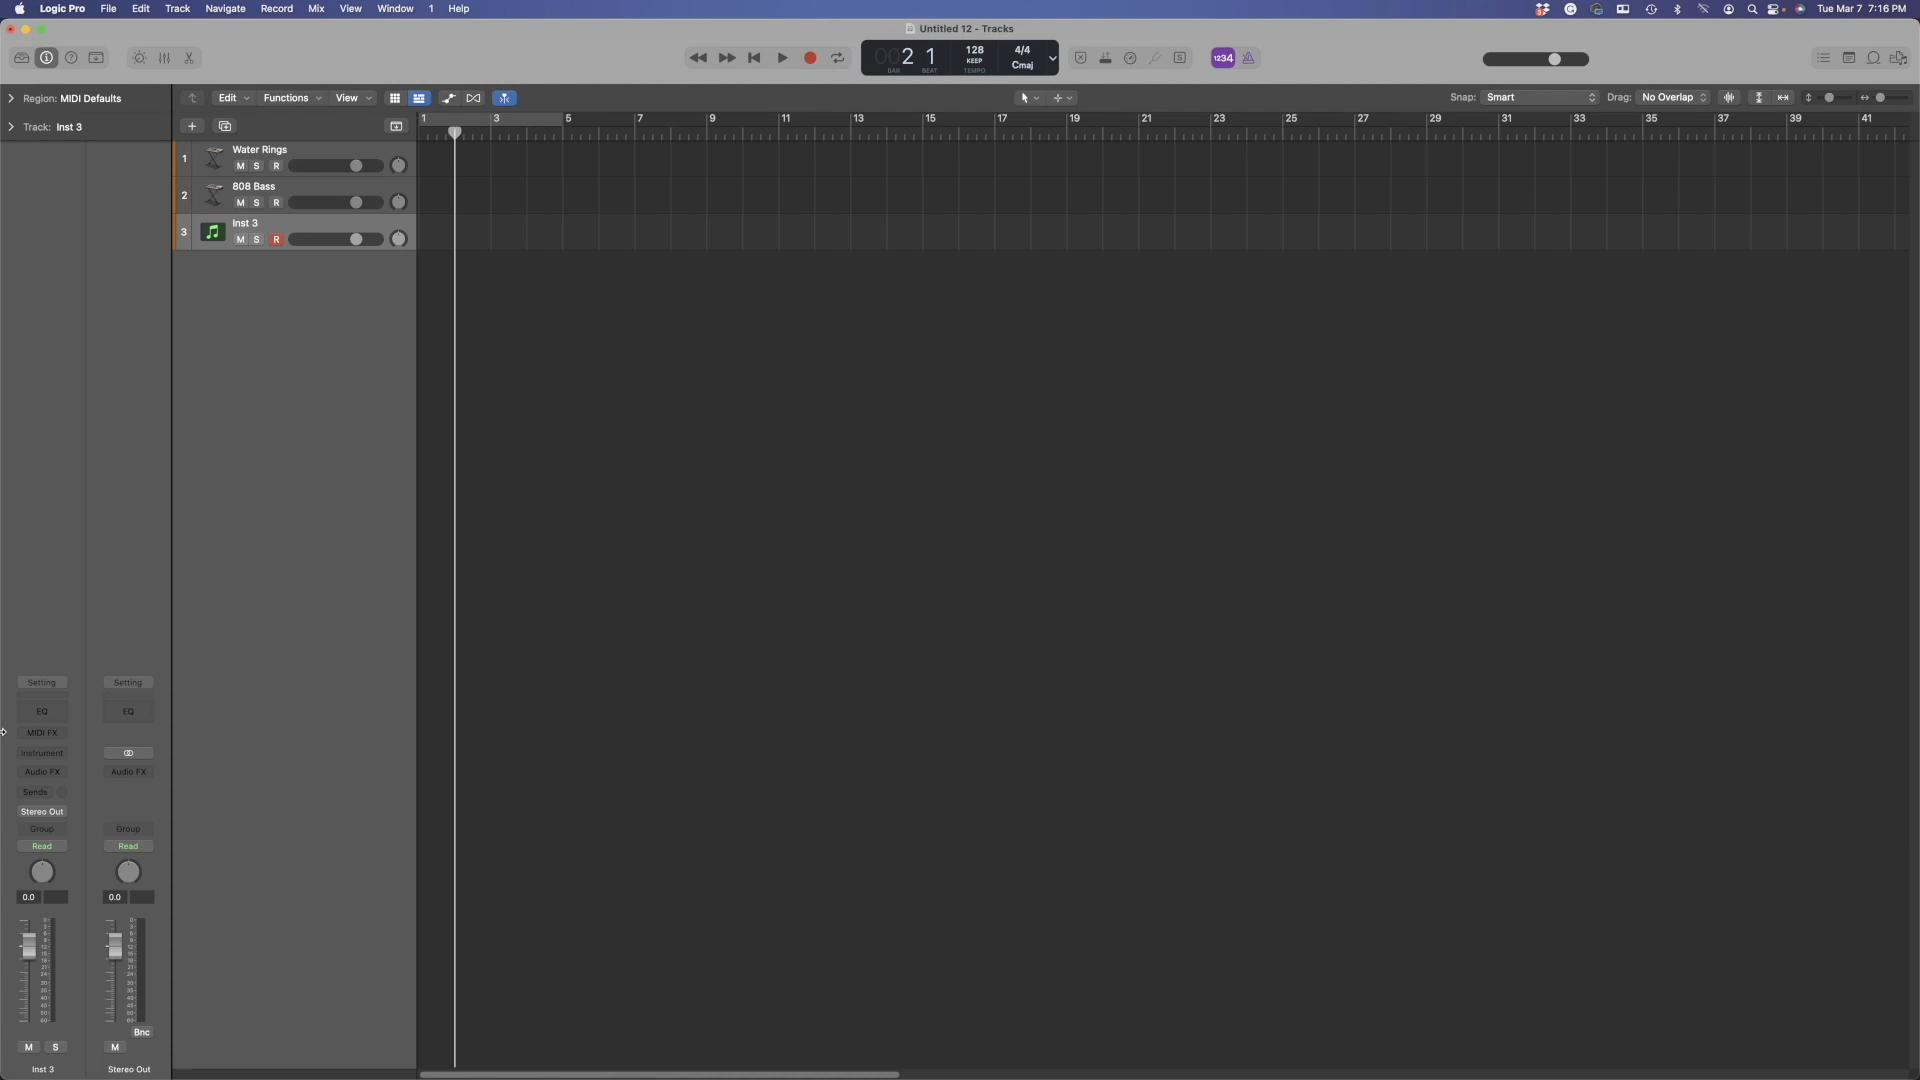 Logic Pro File Edit Track Navigate Record Mix View Window 1 Help Tue Mar 7 7:16 PM
Untitled 12 - Tracks
002 1 128 KEEP 4/4 Cmaj 1234
BAR BEAT TEMPO
Region: MIDI Defaults Edit Functions View Snap: Smart Drag: No Overlap
Track: Inst 3
1 3 5 7 9 11 13 15 17 19 21 23 25 27 29 31 33 35 37 39 41
1 Water Rings
M S R
2 808 Bass
M S R
3 Inst 3
M S R
Setting Setting
EQ EQ
MIDI FX
Instrument
Audio FX Audio FX
Sends
Stereo Out
Group Group
Read Read
0.0 0.0
Bnc
M S M
Inst 3 Stereo Out